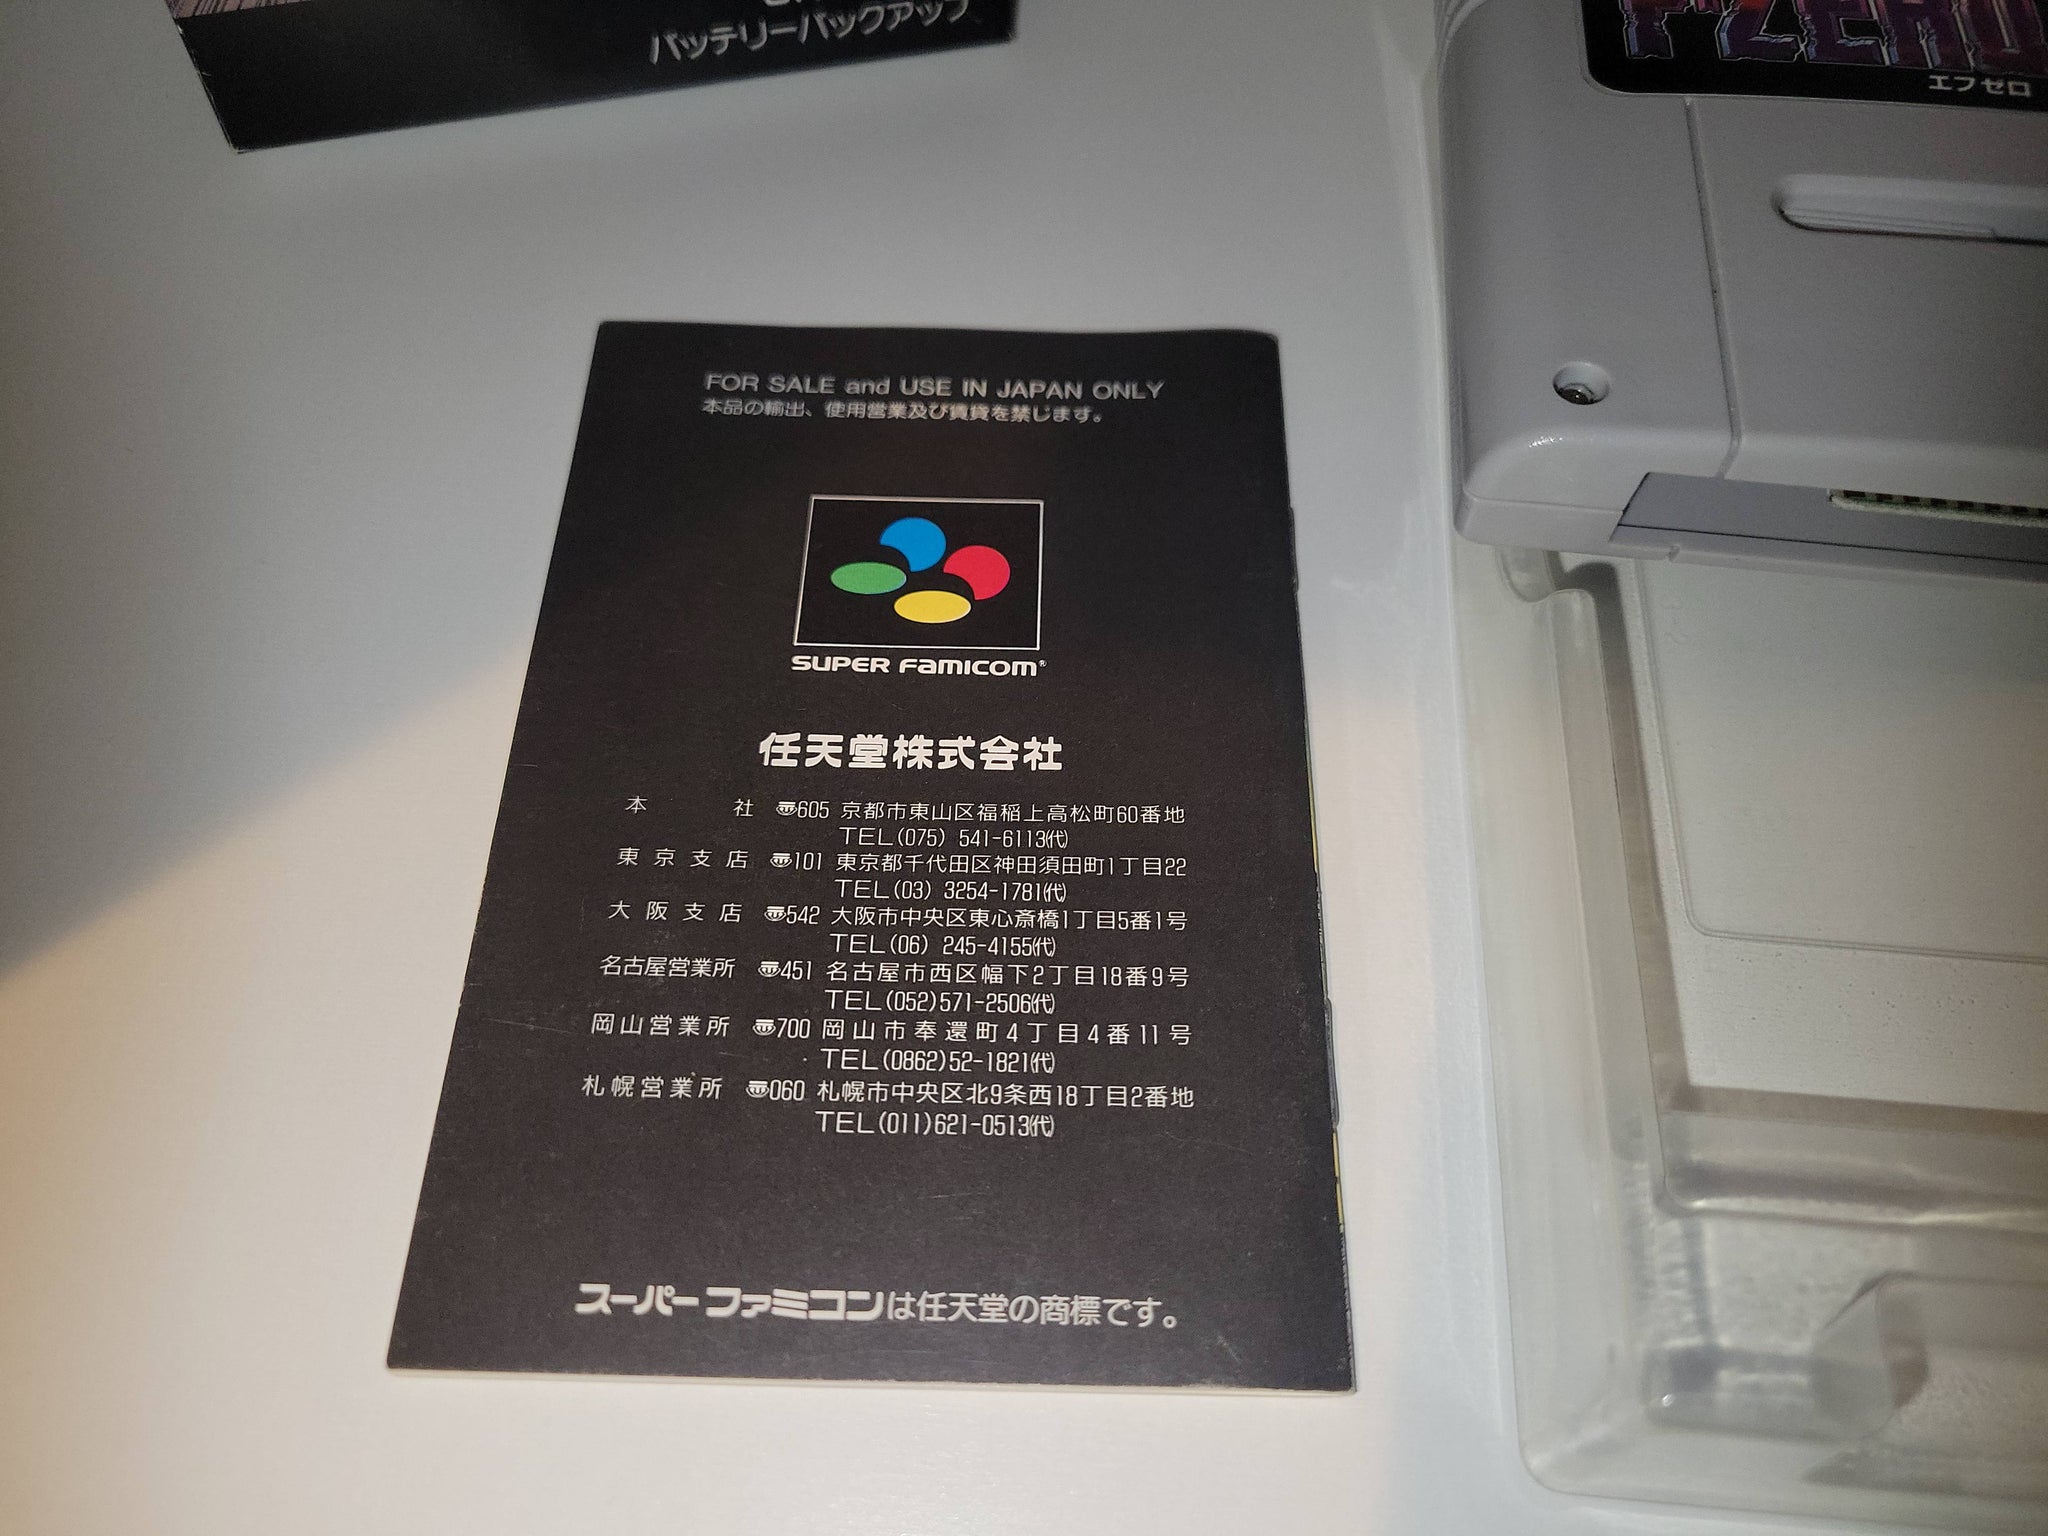 バッテリーバックアップ
F-ZERO
エフゼロ
FOR SALE and USE IN JAPAN ONLY
本品の輸出、使用営業及び賃貸を禁じます。
SUPER FAMICOM®
任天堂株式会社
本社 〠605 京都市東山区福稲上高松町60番地
TEL(075) 541-6113㈹
東京支店 〠101 東京都千代田区神田須田町1丁目22
TEL(03) 3254-1781㈹
大阪支店 〠542 大阪市中央区東心斎橋1丁目5番1号
TEL(06) 245-4155㈹
名古屋営業所 〠451 名古屋市西区幅下2丁目18番9号
TEL(052)571-2506㈹
岡山営業所 〠700 岡山市奉還町4丁目4番11号
TEL(0862)52-1821㈹
札幌営業所 〠060 札幌市中央区北9条西18丁目2番地
TEL(011)621-0513㈹
スーパーファミコンは任天堂の商標です。